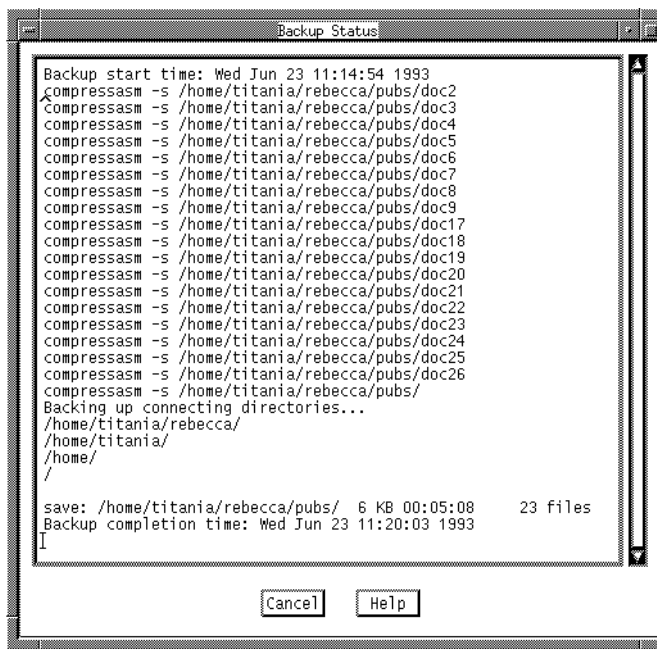 Backup Status
Backup start time: Wed Jun 23 11:14:54 1993
compressasm -s /home/titania/rebecca/pubs/doc2
compressasm -s /home/titania/rebecca/pubs/doc3
compressasm -s /home/titania/rebecca/pubs/doc4
compressasm -s /home/titania/rebecca/pubs/doc5
compressasm -s /home/titania/rebecca/pubs/doc6
compressasm -s /home/titania/rebecca/pubs/doc7
compressasm -s /home/titania/rebecca/pubs/doc8
compressasm -s /home/titania/rebecca/pubs/doc9
compressasm -s /home/titania/rebecca/pubs/doc17
compressasm -s /home/titania/rebecca/pubs/doc18
compressasm -s /home/titania/rebecca/pubs/doc19
compressasm -s /home/titania/rebecca/pubs/doc20
compressasm -s /home/titania/rebecca/pubs/doc21
compressasm -s /home/titania/rebecca/pubs/doc22
compressasm -s /home/titania/rebecca/pubs/doc23
compressasm -s /home/titania/rebecca/pubs/doc24
compressasm -s /home/titania/rebecca/pubs/doc25
compressasm -s /home/titania/rebecca/pubs/doc26
compressasm -s /home/titania/rebecca/pubs/
Backing up connecting directories...
/home/titania/rebecca/
/home/titania/
/home/
/
save: /home/titania/rebecca/pubs/  6 KB 00:05:08     23 files
Backup completion time: Wed Jun 23 11:20:03 1993
Cancel Help